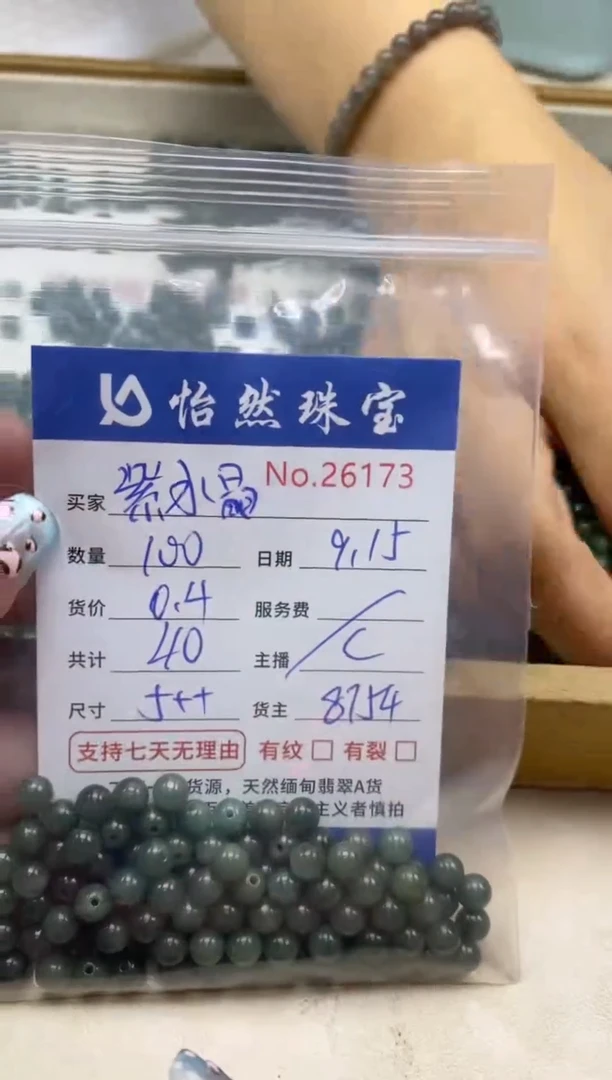 怡然珠宝
No.26173
买家 紫水晶
数量 100 日期 9.15
货价 0.4 服务费 /
共计 40 主播 C
尺寸 5++ 货主 8754
支持七天无理由 有纹 □ 有裂 □
货源，天然缅甸翡翠A货
主义者慎拍